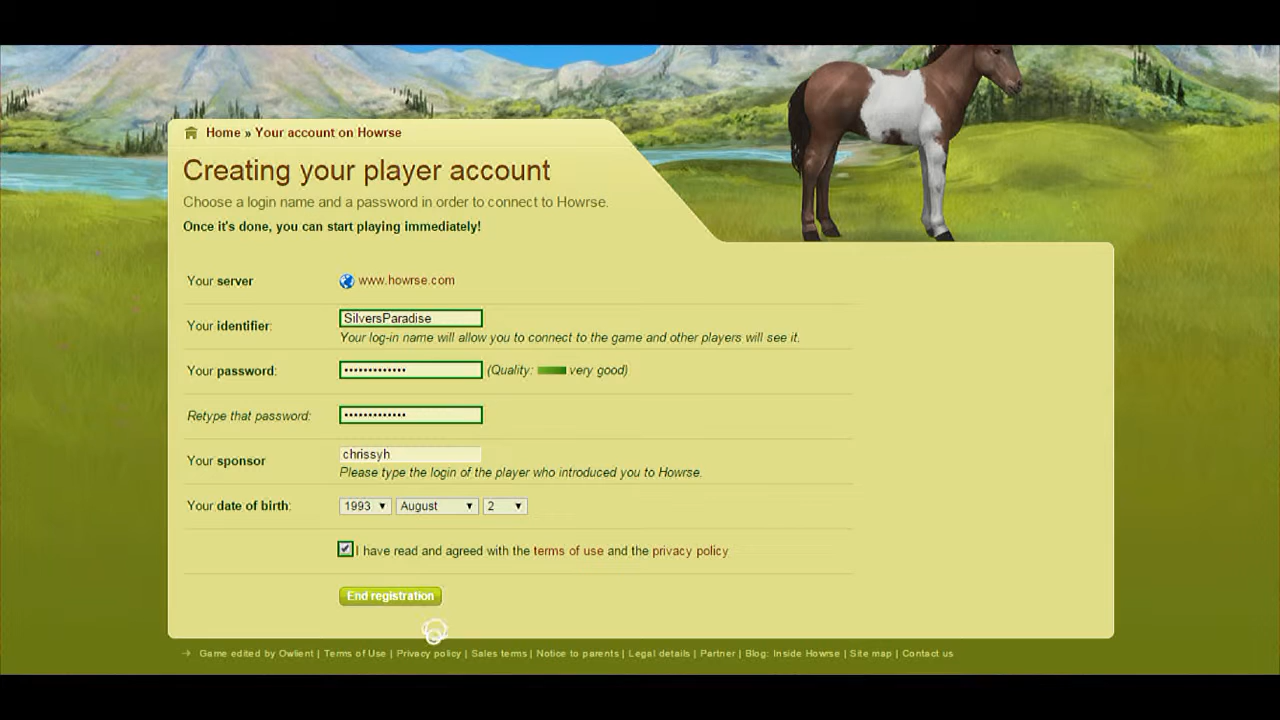 Home » Your account on Howrse
Creating your player account
Choose a login name and a password in order to connect to Howrse.
Once it's done, you can start playing immediately!
Your server www.howrse.com
Your identifier: SilversParadise
Your log-in name will allow you to connect to the game and other players will see it.
Your password: ••••••••••••• (Quality: very good)
Retype that password: •••••••••••••
Your sponsor chrissyh
Please type the login of the player who introduced you to Howrse.
Your date of birth: 1993 August 2
I have read and agreed with the terms of use and the privacy policy
End registration
Game edited by Owlient | Terms of Use | Privacy policy | Sales terms | Notice to parents | Legal details | Partner | Blog: Inside Howrse | Site map | Contact us